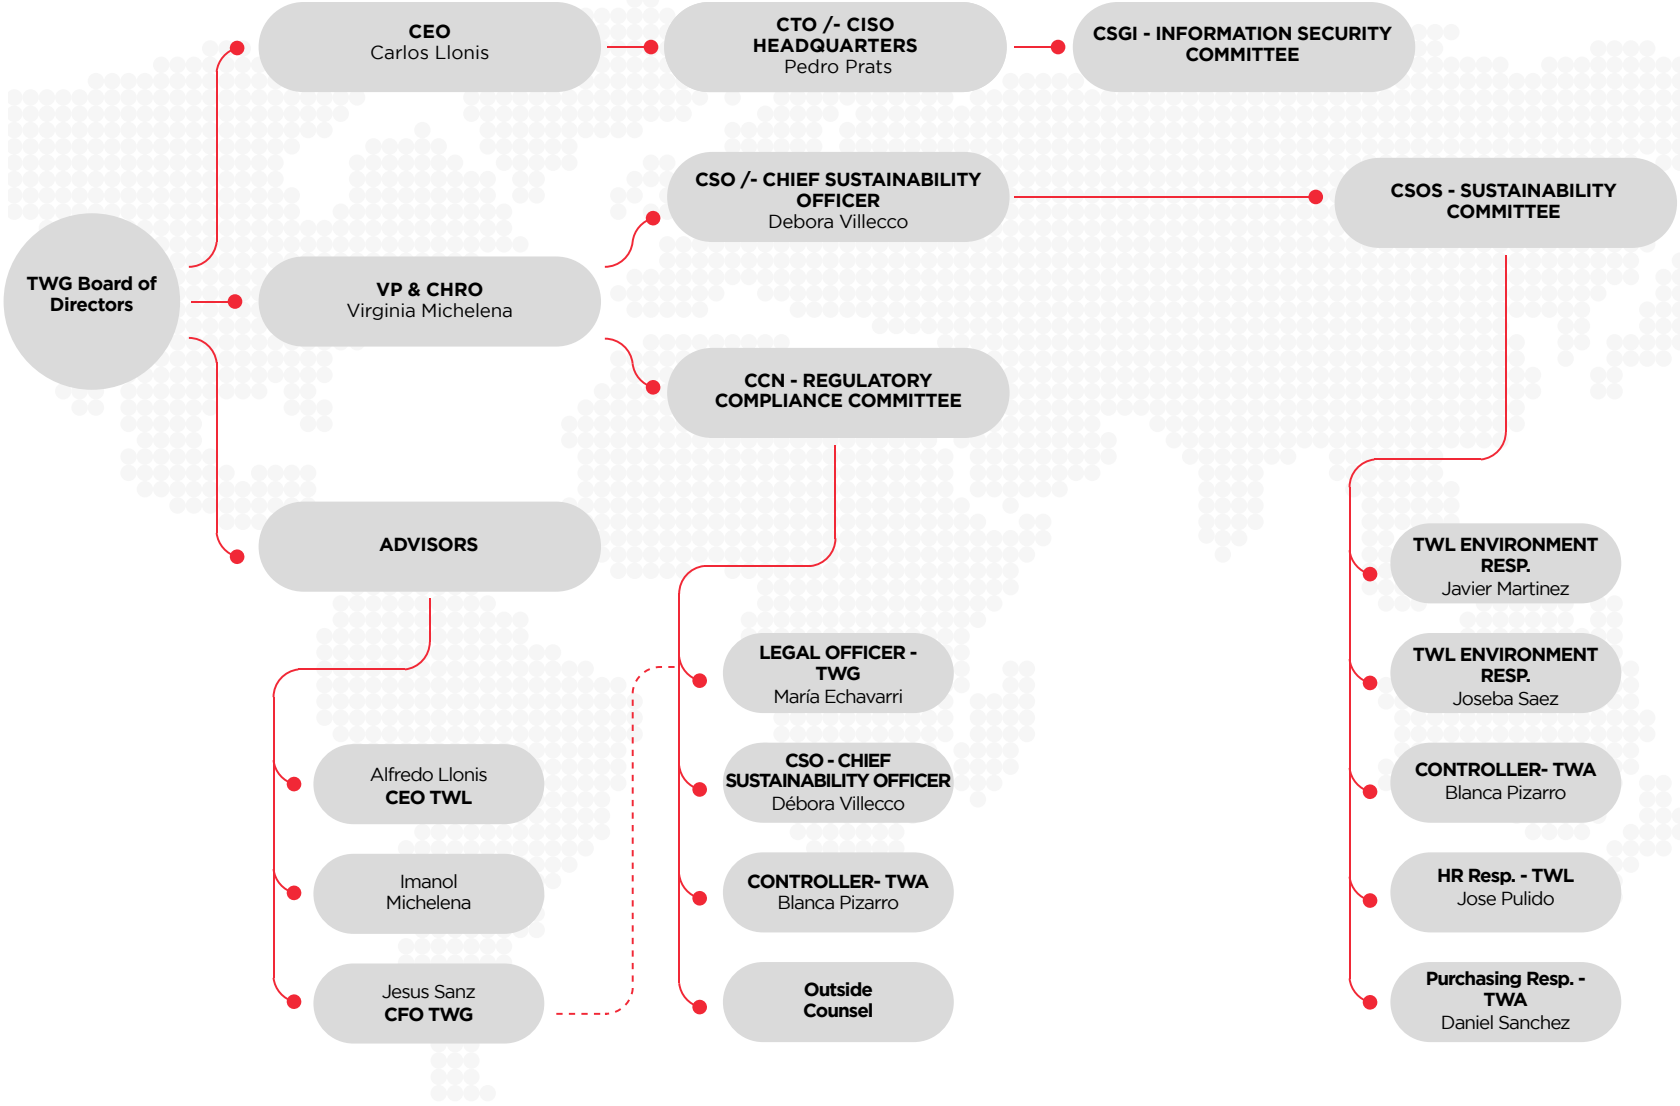 CEO
Carlos Llonis
CTO /- CISO
HEADQUARTERS
Pedro Prats
CSGI - INFORMATION SECURITY
COMMITTEE
CSO /- CHIEF SUSTAINABILITY
OFFICER
Debora Villecco
CSOS - SUSTAINABILITY
COMMITTEE
TWG Board of
Directors
VP & CHRO
Virginia Michelena
CCN - REGULATORY
COMPLIANCE COMMITTEE
ADVISORS
Alfredo Llonis
CEO TWL
Imanol
Michelena
Jesus Sanz
CFO TWG
LEGAL OFFICER -
TWG
María Echavarri
CSO - CHIEF
SUSTAINABILITY OFFICER
Débora Villecco
CONTROLLER- TWA
Blanca Pizarro
Outside
Counsel
TWL ENVIRONMENT
RESP.
Javier Martinez
TWL ENVIRONMENT
RESP.
Joseba Saez
CONTROLLER- TWA
Blanca Pizarro
HR Resp. - TWL
Jose Pulido
Purchasing Resp. -
TWA
Daniel Sanchez